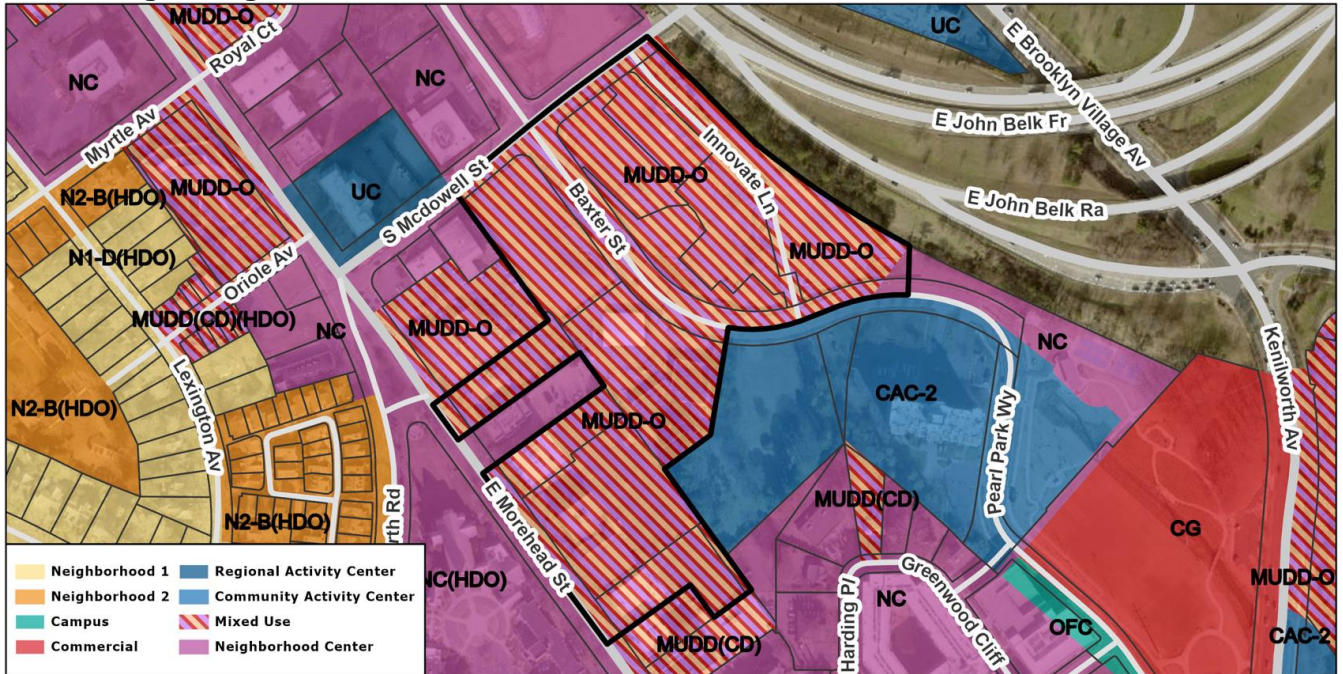 MUDD-O
Royal Ct
UC
E Brooklyn Village Av
NC
NC
E John Belk Fr
Myrtle Av
Innovate Ln
MUDD-O
N2-B(HDO)
MUDD-O
UC
S Mcdowell St
Baxter St
E John Belk Ra
N1-D(HDO)
MUDD-O
Oriole Av
MUDD(CD)(HDO)
NC
MUDD-O
NC
Kenilworth Av
Lexington Av
N2-B(HDO)
CAC-2
MUDD-O
Pearl Park Wy
MUDD(CD)
N2-B(HDO)
rth Rd
E Morehead St
CG
NC(HDO)
Greenwood Cliff
Harding Pl
NC
MUDD-O
OFC
CAC-2
MUDD(CD)
Neighborhood 1
Neighborhood 2
Campus
Commercial
Regional Activity Center
Community Activity Center
Mixed Use
Neighborhood Center